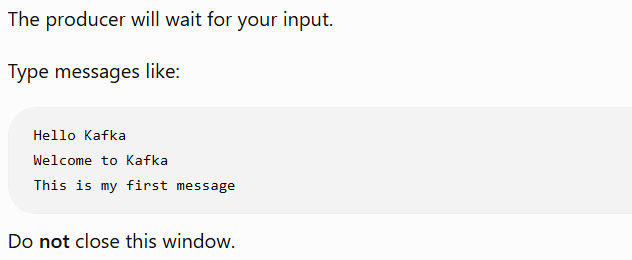 The producer will wait for your input.
Type messages like:
Hello Kafka
Welcome to Kafka
This is my first message
Do not close this window.